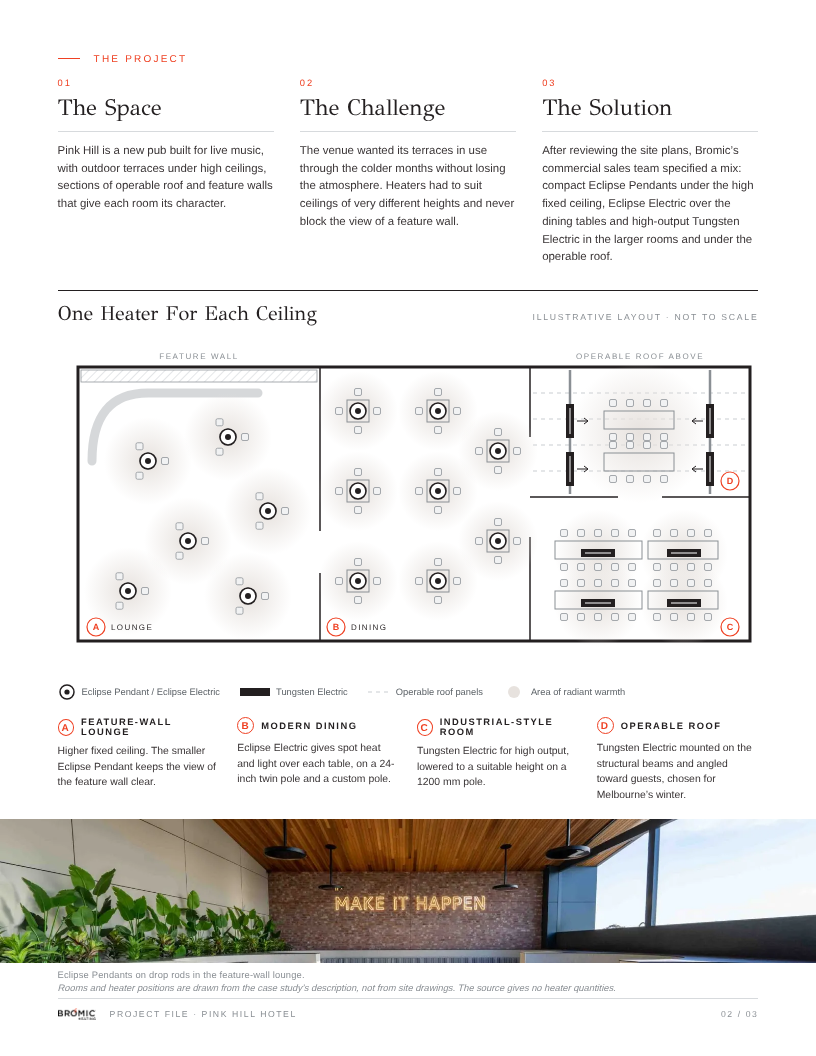 THE PROJECT
01
The Space
Pink Hill is a new pub built for live music,
with outdoor terraces under high ceilings,
sections of operable roof and feature walls
that give each room its character.
02
The Challenge
The venue wanted its terraces in use
through the colder months without losing
the atmosphere. Heaters had to suit
ceilings of very different heights and never
block the view of a feature wall.
03
The Solution
After reviewing the site plans, Bromic's
commercial sales team specified a mix:
compact Eclipse Pendants under the high
fixed ceiling, Eclipse Electric over the
dining tables and high-output Tungsten
Electric in the larger rooms and under the
operable roof.
One Heater For Each Ceiling
ILLUSTRATIVE LAYOUT · NOT TO SCALE
FEATURE WALL
OPERABLE ROOF ABOVE
D
A LOUNGE
B DINING
C
Eclipse Pendant / Eclipse Electric
Tungsten Electric
Operable roof panels
Area of radiant warmth
A FEATURE-WALL
LOUNGE
Higher fixed ceiling. The smaller
Eclipse Pendant keeps the view of
the feature wall clear.
B MODERN DINING
Eclipse Electric gives spot heat
and light over each table, on a 24-
inch twin pole and a custom pole.
C INDUSTRIAL-STYLE
ROOM
Tungsten Electric for high output,
lowered to a suitable height on a
1200 mm pole.
D OPERABLE ROOF
Tungsten Electric mounted on the
structural beams and angled
toward guests, chosen for
Melbourne's winter.
MAKE IT HAPPEN
Eclipse Pendants on drop rods in the feature-wall lounge.
Rooms and heater positions are drawn from the case study's description, not from site drawings. The source gives no heater quantities.
BROMIC
HEATING
PROJECT FILE · PINK HILL HOTEL
02 / 03